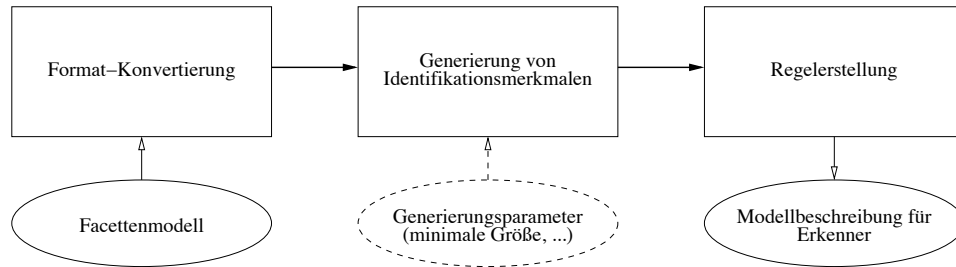 Format–Konvertierung
Generierung von
Identifikationsmerkmalen
Regelerstellung
Facettenmodell
Generierungsparameter
(minimale Größe, ...)
Modellbeschreibung für
Erkenner